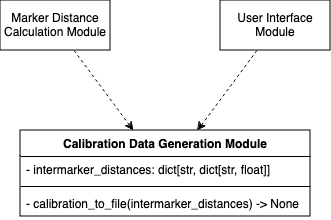 Marker Distance
Calculation Module
User Interface
Module
Calibration Data Generation Module
- intermarker_distances: dict[str, dict[str, float]]
- calibration_to_file(intermarker_distances) -> None